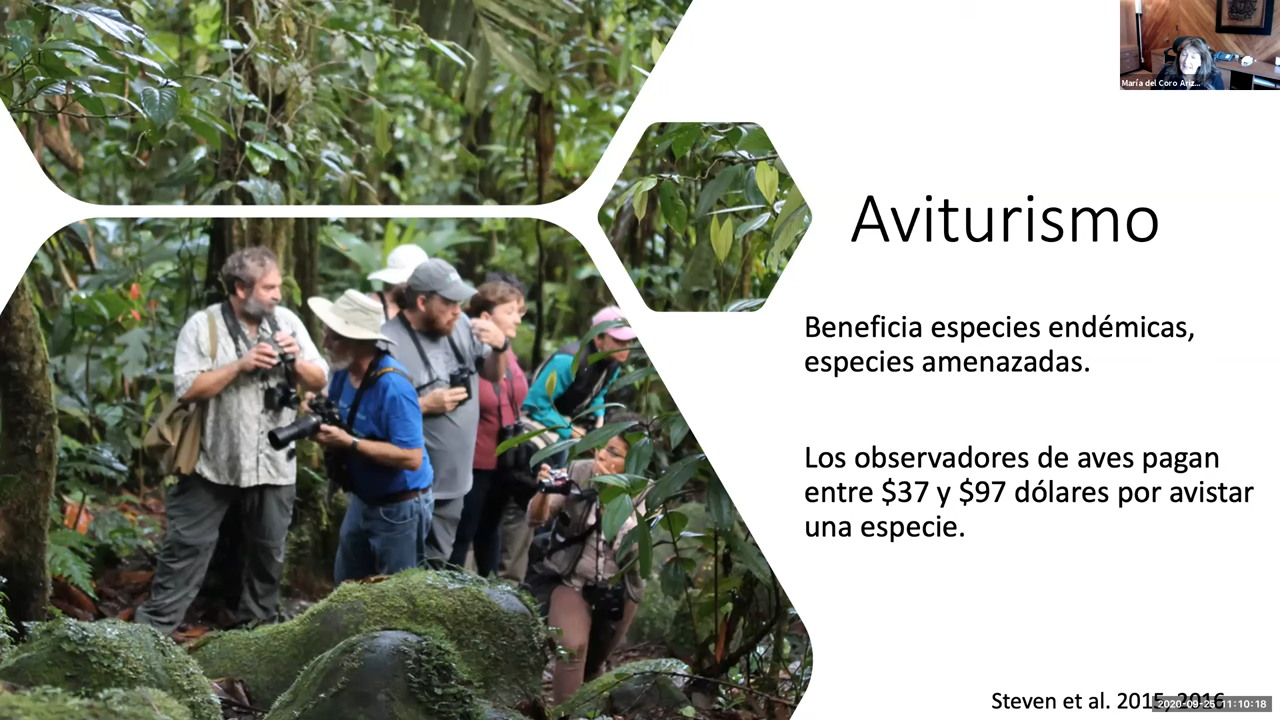 María del Coro Ariz...
Aviturismo
Beneficia especies endémicas,
especies amenazadas.
Los observadores de aves pagan
entre $37 y $97 dólares por avistar
una especie.
Steven et al. 2015, 2016
2020-09-25 11:10:18